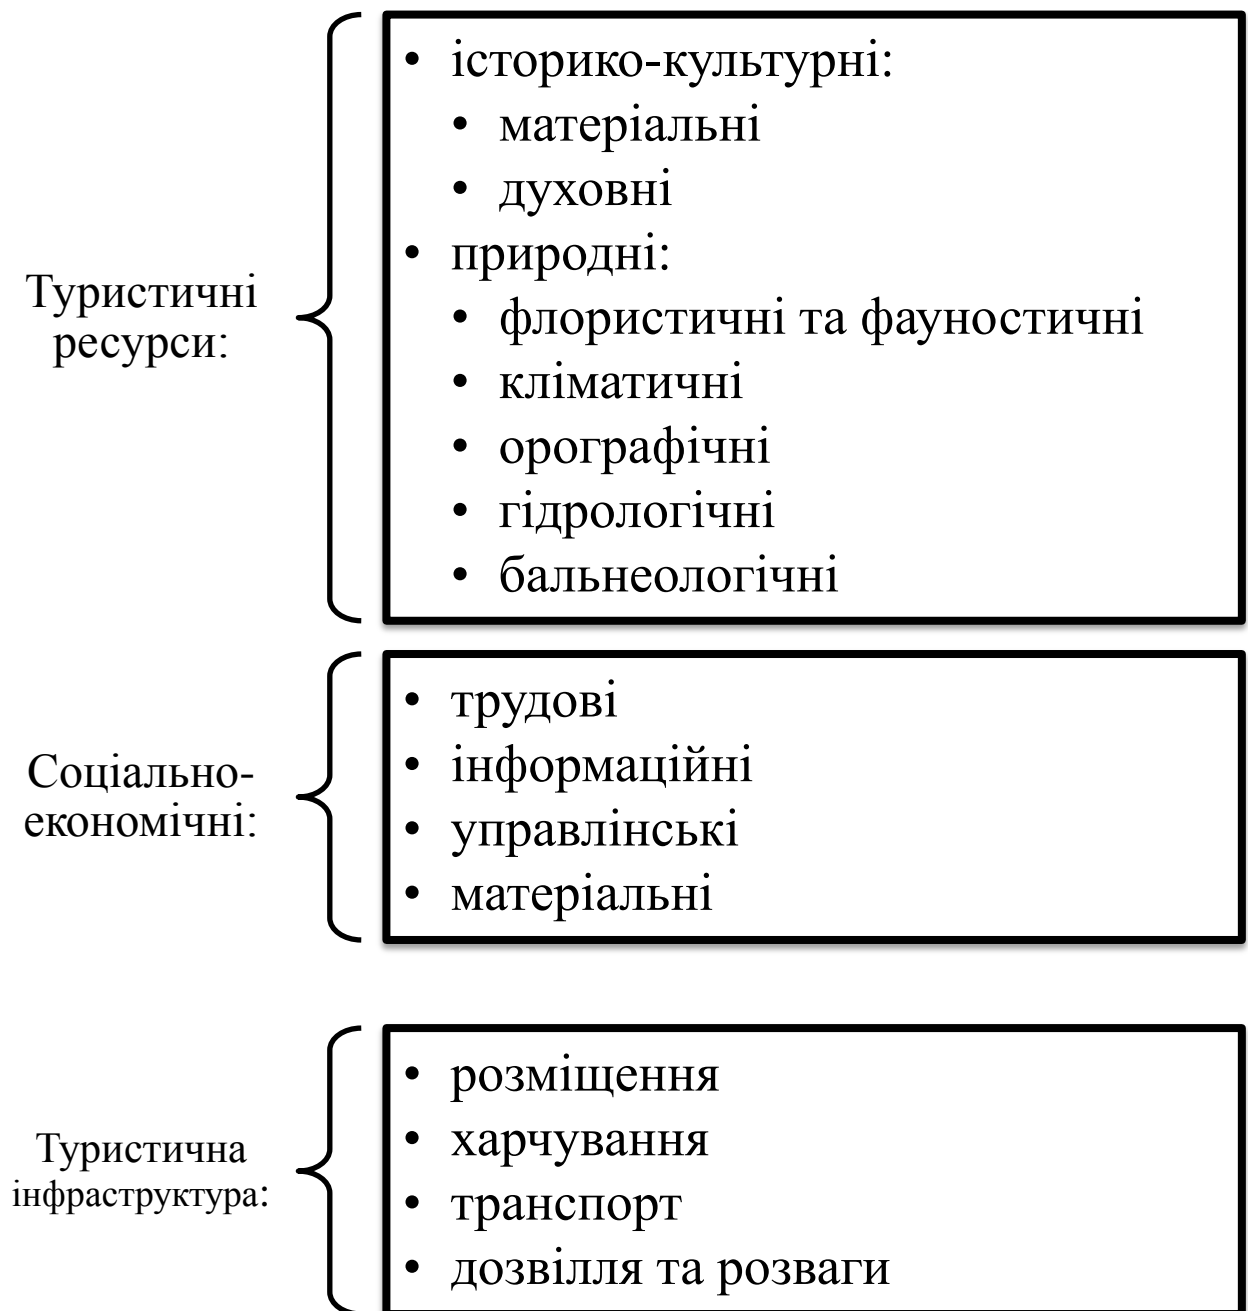 Туристичні
ресурси:
• історико-культурні:
• матеріальні
• духовні
• природні:
• флористичні та фауностичні
• кліматичні
• орографічні
• гідрологічні
• бальнеологічні
Соціально-
економічні:
• трудові
• інформаційні
• управлінські
• матеріальні
Туристична
інфраструктура:
• розміщення
• харчування
• транспорт
• дозвілля та розваги